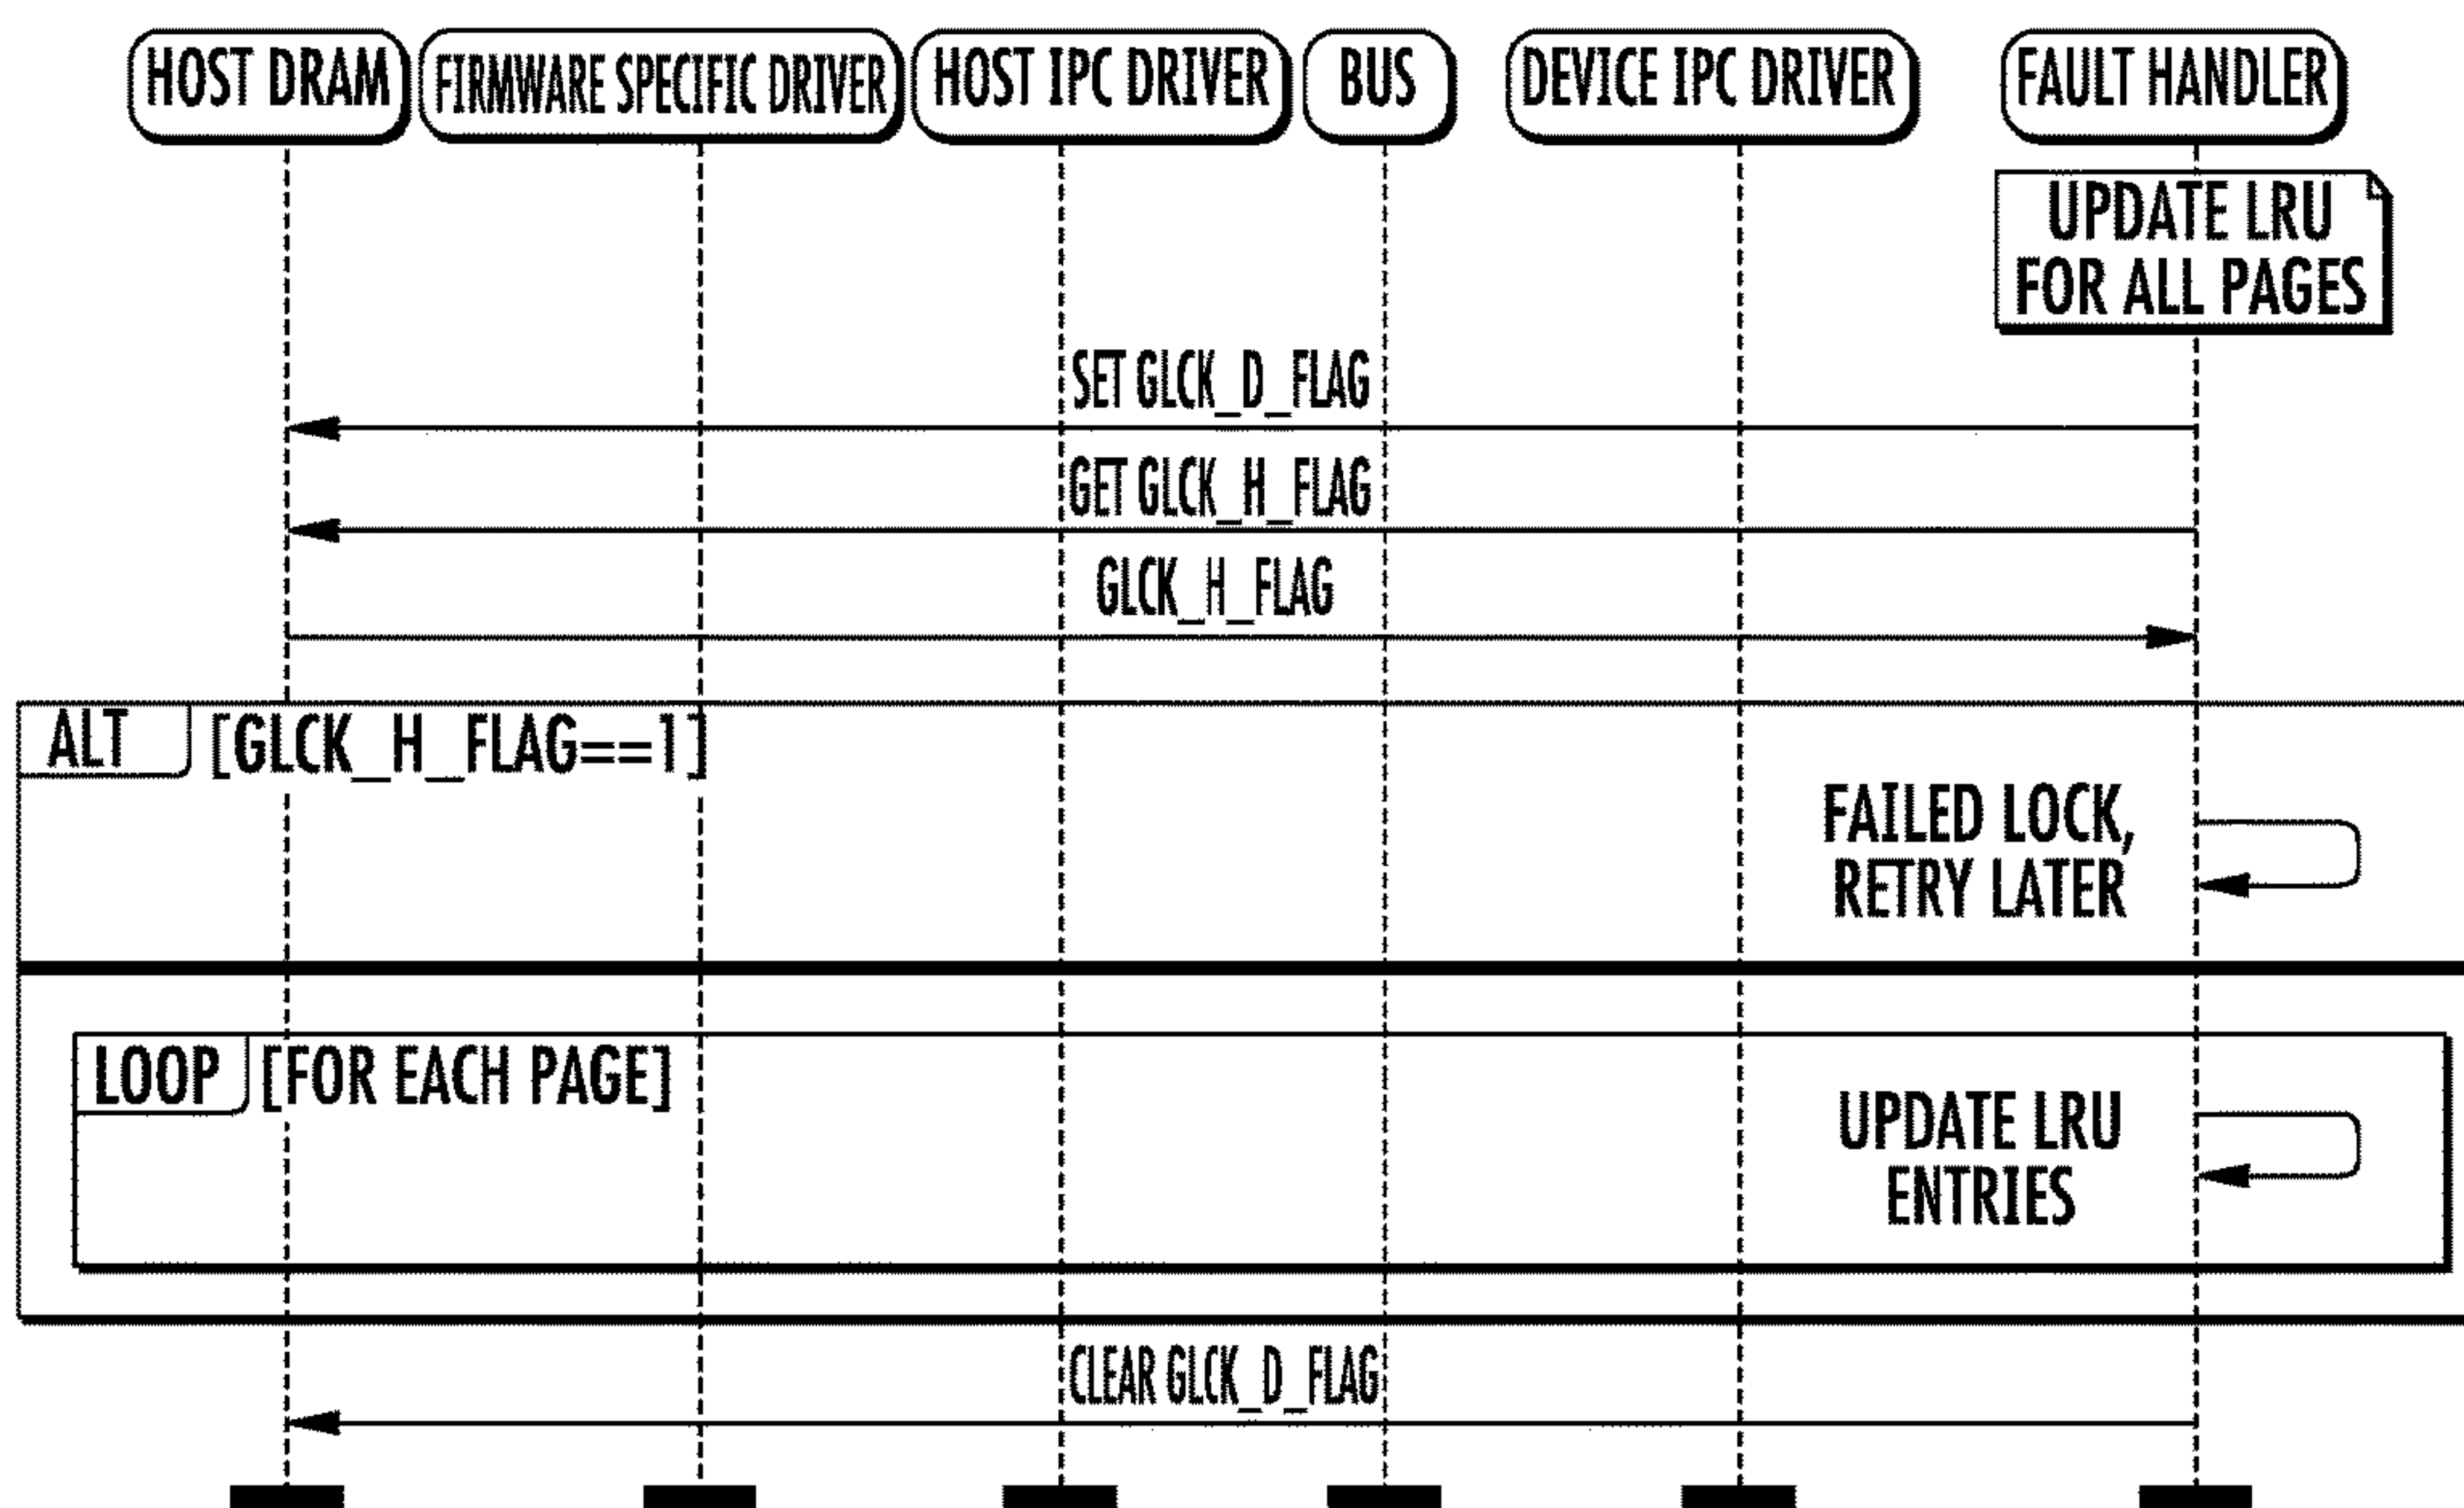 HOST DRAM
FIRMWARE SPECIFIC DRIVER
HOST IPC DRIVER
BUS
DEVICE IPC DRIVER
FAULT HANDLER
UPDATE LRU
FOR ALL PAGES
SET GLCK_D_FLAG
GET GLCK_H_FLAG
GLCK_H_FLAG
ALT [GLCK_H_FLAG==1]
FAILED LOCK,
RETRY LATER
LOOP [FOR EACH PAGE]
UPDATE LRU
ENTRIES
CLEAR GLCK_D_FLAG